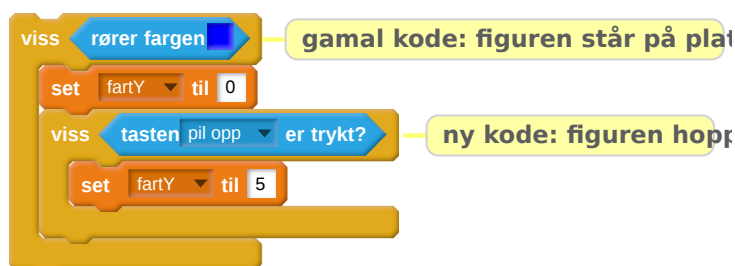 viss rører fargen gamal kode: figuren står på plat
set fartY til 0
viss tasten pil opp er trykt? ny kode: figuren hopp
set fartY til 5